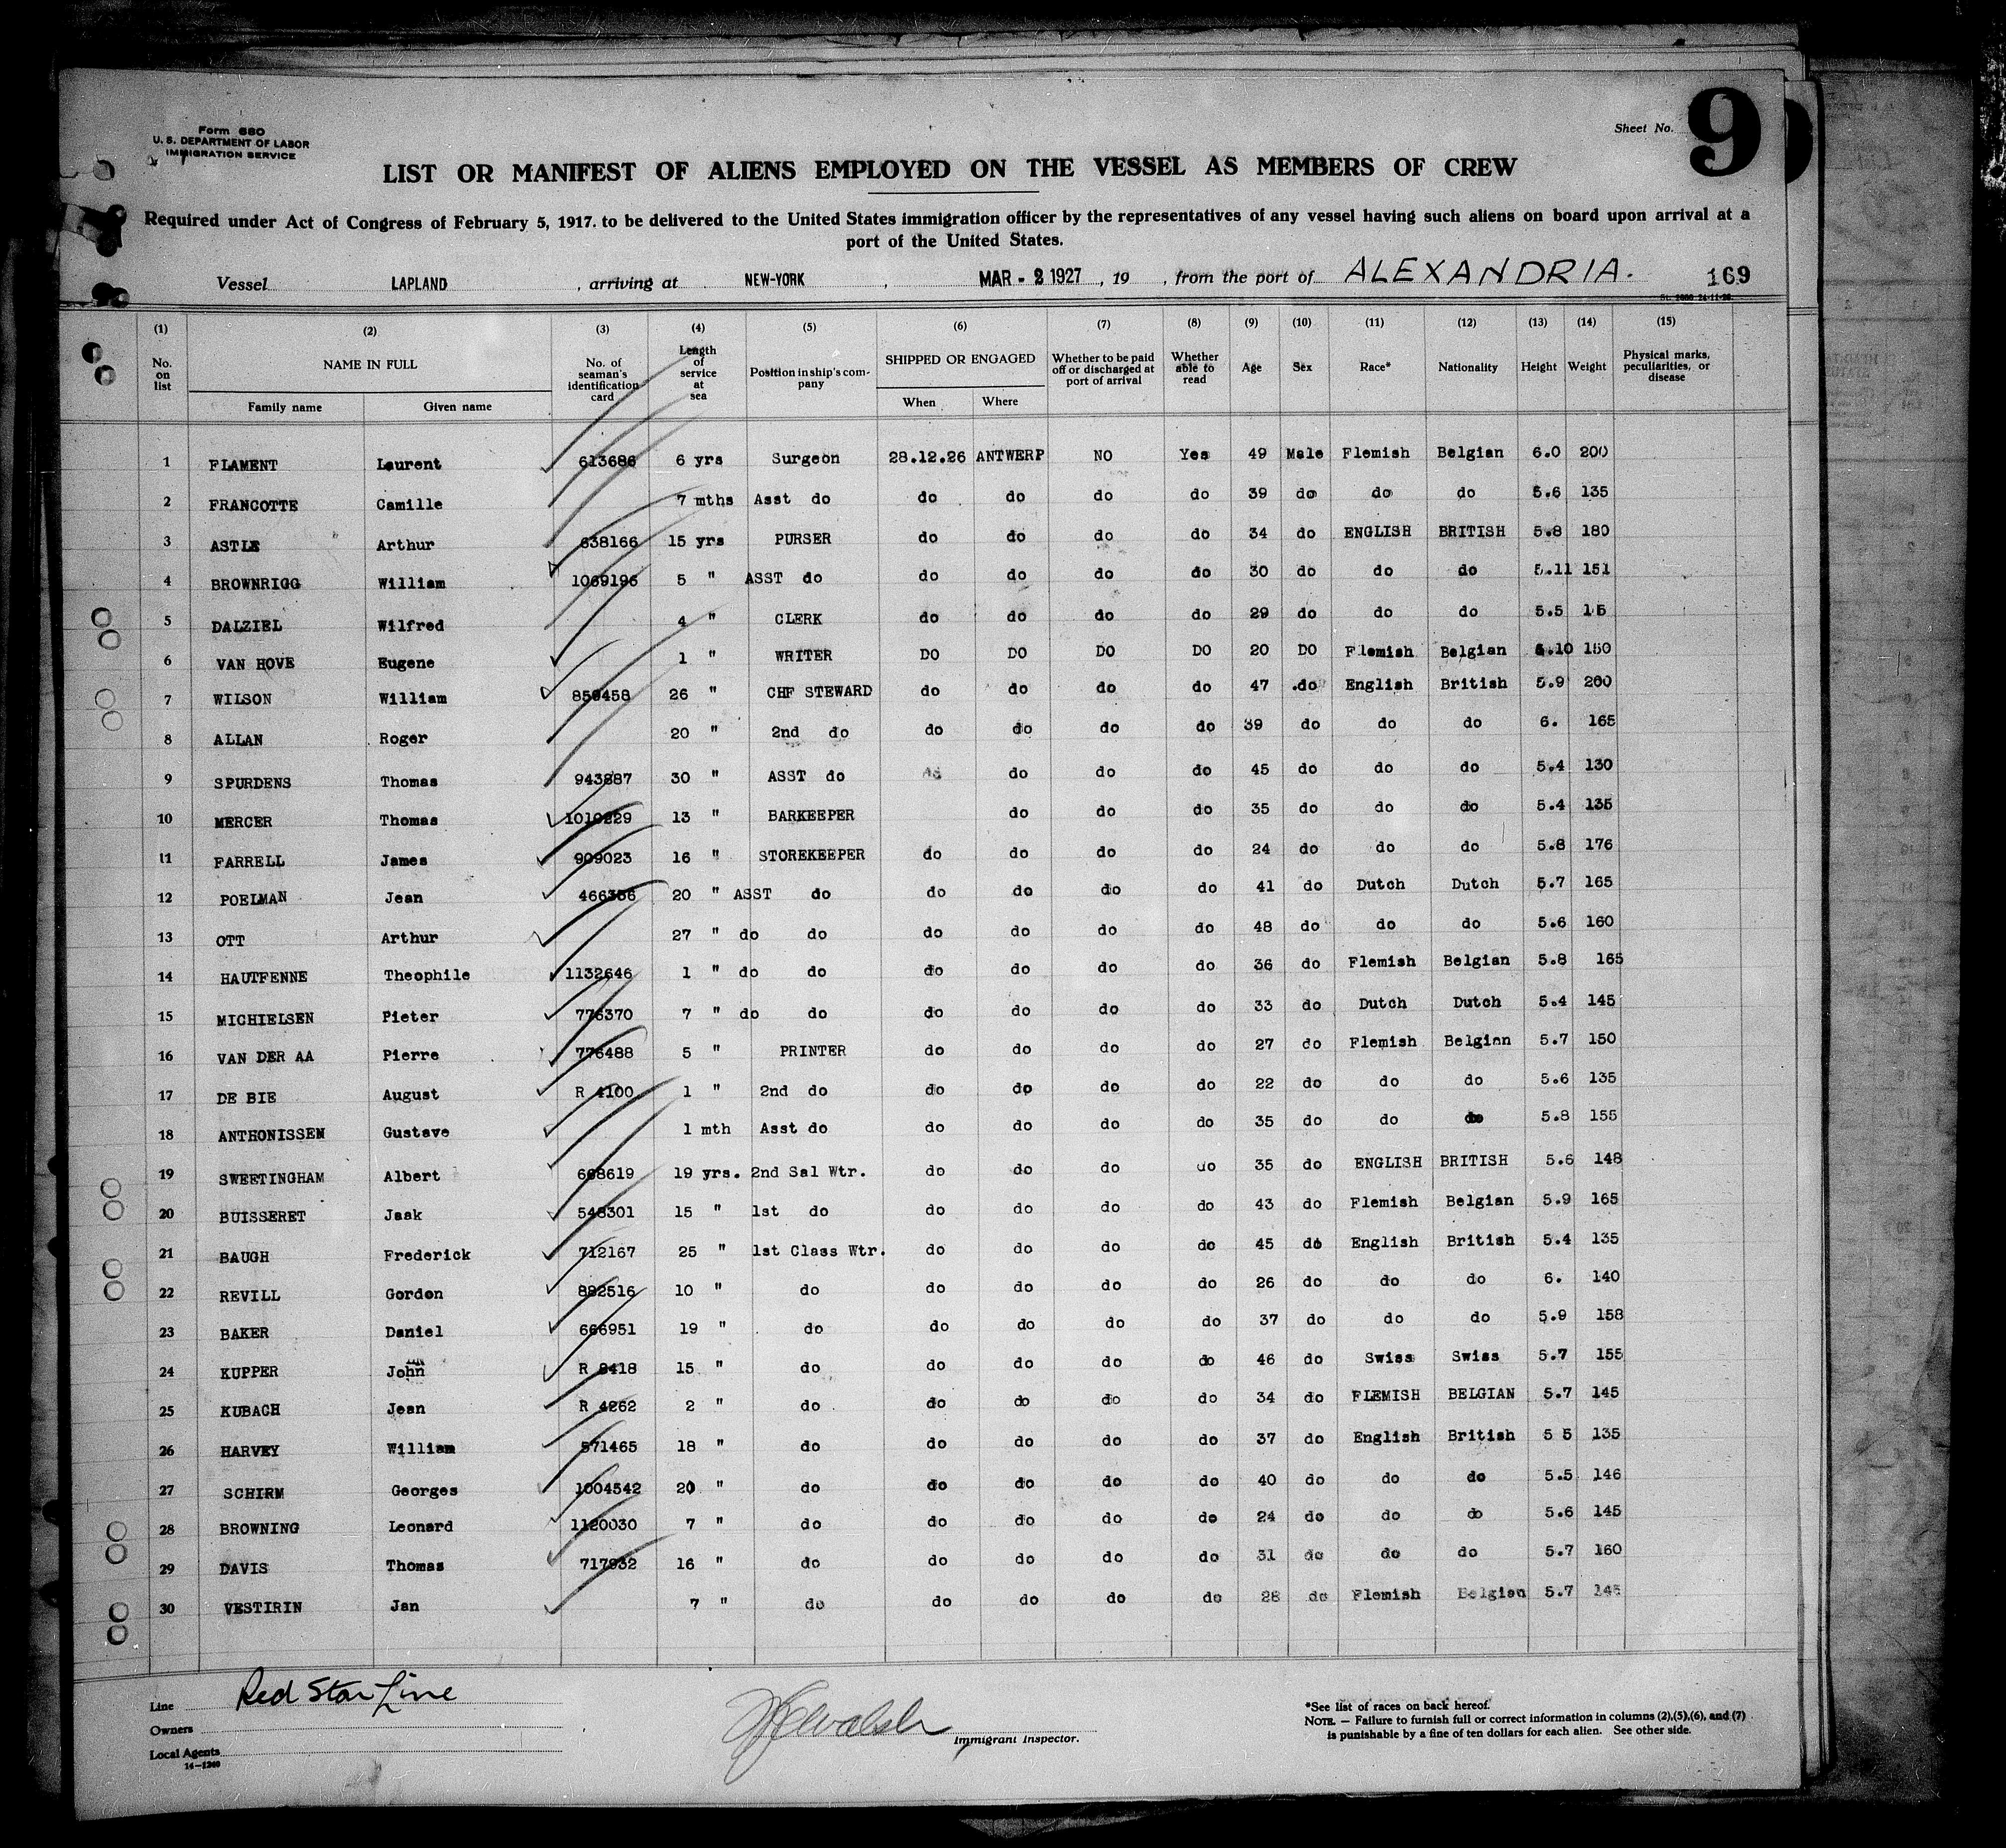 Form 680
U. S. DEPARTMENT OF LABOR
IMMIGRATION SERVICE
Sheet No. 9
LIST OR MANIFEST OF ALIENS EMPLOYED ON THE VESSEL AS MEMBERS OF CREW
Required under Act of Congress of February 5, 1917. to be delivered to the United States immigration officer by the representatives of any vessel having such aliens on board upon arrival at a
port of the United States.
Vessel LAPLAND , arriving at NEW-YORK , MAR - 2 1927 , 19 , from the port of ALEXANDRIA. 169
(1) (2) (3) (4) (5) (6) (7) (8) (9) (10) (11) (12) (13) (14) (15)
No. on list NAME IN FULL Family name Given name No. of seaman's identification card Length of service at sea Position in ship's company SHIPPED OR ENGAGED When Where Whether to be paid off or discharged at port of arrival Whether able to read Age Sex Race* Nationality Height Weight Physical marks, peculiarities, or disease
1 FLAMENT Laurent 613686 6 yrs Surgeon 28.12.26 ANTWERP NO Yes 49 Male Flemish Belgian 6.0 200
2 FRANCOTTE Camille 7 mths Asst do do do do do 39 do do do 5.6 135
3 ASTLE Arthur 638166 15 yrs PURSER do do do do 34 do ENGLISH BRITISH 5.8 180
4 BROWNRIGG William 1069196 5 " ASST do do do do do 30 do do do 5.11 151
5 DALZIEL Wilfred 4 " CLERK do do do do 29 do do do 5.5
6 VAN HOVE Eugene 1 " WRITER DO DO DO DO 20 DO Flemish Belgian 5.10 150
7 WILSON William 859458 26 " CHF STEWARD do do do do 47 do English British 5.9 200
8 ALLAN Roger 20 " 2nd do do do do do 39 do do do 6. 165
9 SPURDENS Thomas 943887 30 " ASST do do do do do 45 do do do 5.4 130
10 MERCER Thomas 1010229 13 " BARKEEPER do do do 35 do do do 5.4 135
11 FARRELL James 909023 16 " STOREKEEPER do do do do 24 do do do 5.8 176
12 POELMAN Jean 466356 20 " ASST do do do do do 41 do Dutch Dutch 5.7 165
13 OTT Arthur 27 " do do do do do do 48 do do do 5.6 160
14 HAUTFENNE Theophile 1132646 1 " do do do do do do 36 do Flemish Belgian 5.8 165
15 MICHIELSEN Pieter 776370 7 " do do do do do do 33 do Dutch Dutch 5.4 145
16 VAN DER AA Pierre 776488 5 " PRINTER do do do do 27 do Flemish Belgian 5.7 150
17 DE BIE August R 4100 1 " 2nd do do do do do 22 do do do 5.6 135
18 ANTHONISSEN Gustave 1 mth Asst do do do do do 35 do do do 5.8 155
19 SWEETINGHAM Albert 668619 19 yrs. 2nd Sal Wtr. do do do do 35 do ENGLISH BRITISH 5.6 148
20 BUISSERET Jaak 548301 15 " 1st do do do do do 43 do Flemish Belgian 5.9 165
21 BAUGH Frederick 712167 25 " 1st Class Wtr. do do do do 45 do English British 5.4 135
22 REVILL Gordon 882516 10 " do do do do do 26 do do do 6. 140
23 BAKER Daniel 666951 19 " do do do do do 37 do do do 5.9 158
24 KUPPER John R 8418 15 " do do do do do 46 do Swiss Swiss 5.7 155
25 KUBACH Jean R 4262 2 " do do do do do 34 do FLEMISH BELGIAN 5.7 145
26 HARVEY William 571465 18 " do do do do do 37 do English British 5 5 135
27 SCHIRM Georges 1004542 20 " do do do do do 40 do do do 5.5 146
28 BROWNING Leonard 1120030 7 " do do do do do 24 do do do 5.6 145
29 DAVIS Thomas 717932 16 " do do do do do 31 do do do 5.7 160
30 VESTIRIN Jan 7 " do do do do do 28 do Flemish Belgian 5.7 145
Line Red Star Line
Owners
Local Agents
14-1240
Immigrant Inspector.
*See list of races on back hereof.
NOTE. — Failure to furnish full or correct information in columns (2),(5),(6), and (7)
is punishable by a fine of ten dollars for each alien. See other side.